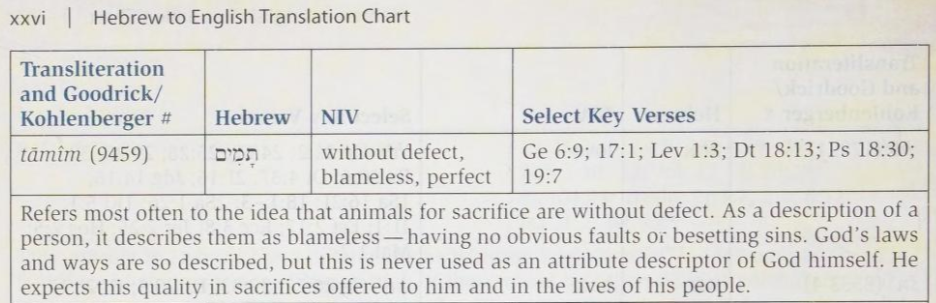 xxvi | Hebrew to English Translation Chart
Transliteration
and Goodrick/
Kohlenberger # Hebrew NIV Select Key Verses
tāmîm (9459) תָּמִים without defect, Ge 6:9; 17:1; Lev 1:3; Dt 18:13; Ps 18:30;
blameless, perfect 19:7
Refers most often to the idea that animals for sacrifice are without defect. As a description of a
person, it describes them as blameless — having no obvious faults or besetting sins. God’s laws
and ways are so described, but this is never used as an attribute descriptor of God himself. He
expects this quality in sacrifices offered to him and in the lives of his people.